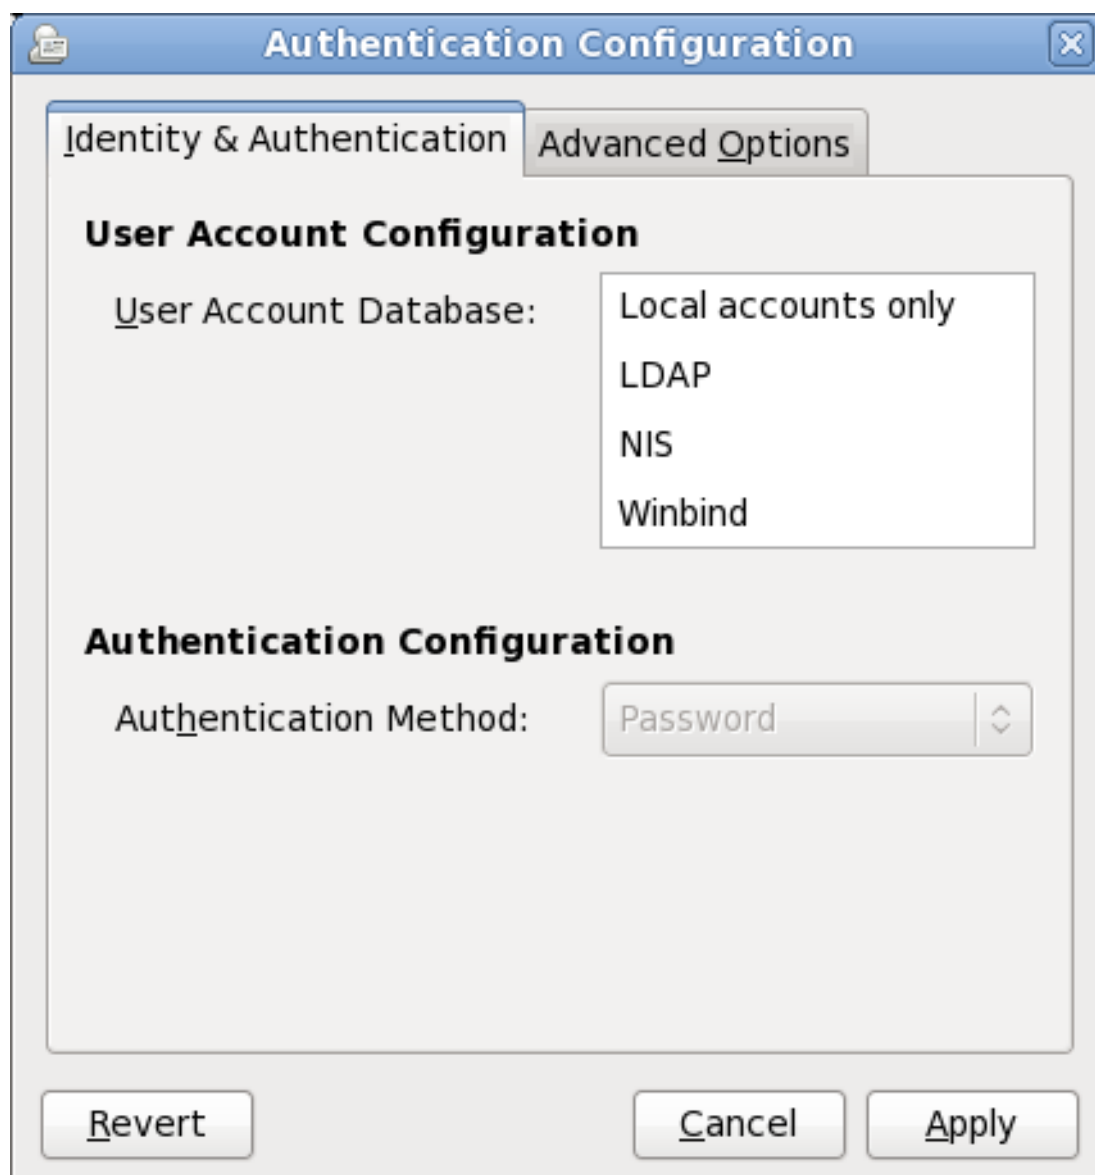 Authentication Configuration
Identity & Authentication
Advanced Options
User Account Configuration
User Account Database:
Local accounts only
LDAP
NIS
Winbind
Authentication Configuration
Authentication Method:
Password
Revert
Cancel
Apply